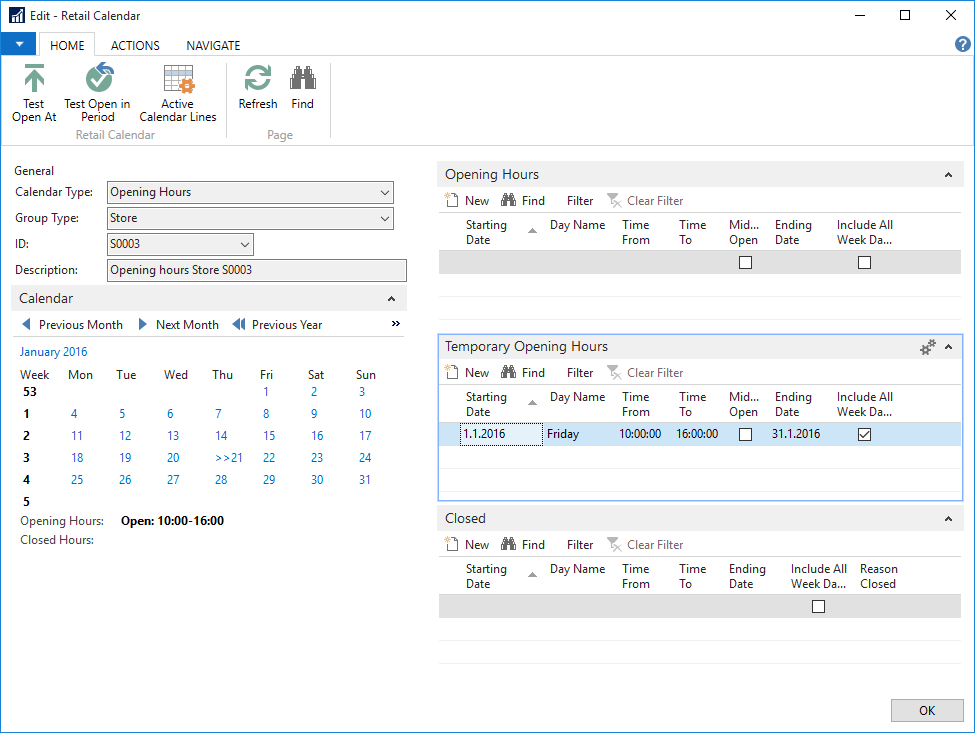 Edit - Retail Calendar
HOME ACTIONS NAVIGATE
Test Open At
Test Open in Period
Active Calendar Lines
Refresh
Find
Retail Calendar
Page
General
Calendar Type: Opening Hours
Group Type: Store
ID: S0003
Description: Opening hours Store S0003
Calendar
Previous Month Next Month Previous Year »
January 2016
Week Mon Tue Wed Thu Fri Sat Sun
53 1 2 3
1 4 5 6 7 8 9 10
2 11 12 13 14 15 16 17
3 18 19 20 >>21 22 23 24
4 25 26 27 28 29 30 31
5
Opening Hours: Open: 10:00-16:00
Closed Hours:
Opening Hours
New Find Filter Clear Filter
Starting Date Day Name Time From Time To Mid... Open Ending Date Include All Week Da...
Temporary Opening Hours
New Find Filter Clear Filter
Starting Date Day Name Time From Time To Mid... Open Ending Date Include All Week Da...
1.1.2016 Friday 10:00:00 16:00:00 31.1.2016
Closed
New Find Filter Clear Filter
Starting Date Day Name Time From Time To Ending Date Include All Week Da... Reason Closed
OK